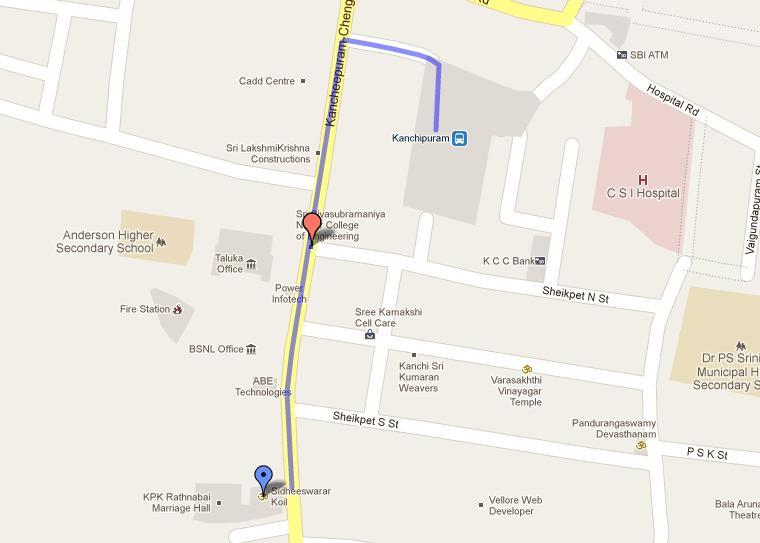 Rd
Kancheepuram-Cheng
SBI ATM
Cadd Centre
Hospital Rd
Kanchipuram
Sri LakshmiKrishna
Constructions
H
C S I Hospital
Vaigundapuram St
Anderson Higher
Secondary School
Taluka
Office
of Engineering
K C C Bank
Power
Infotech
Sheikpet N St
Fire Station
Sree Kamakshi
Cell Care
BSNL Office
Kanchi Sri
Kumaran
Weavers
Dr PS Srini
Municipal H
Secondary S
ABE
Technologies
Varasakhthi
Vinayagar
Temple
Sheikpet S St
Pandurangaswamy
Devasthanam
P S K St
Sidheeswarar
Koil
KPK Rathnabai
Marriage Hall
Vellore Web
Developer
Bala Aruna
Theatre